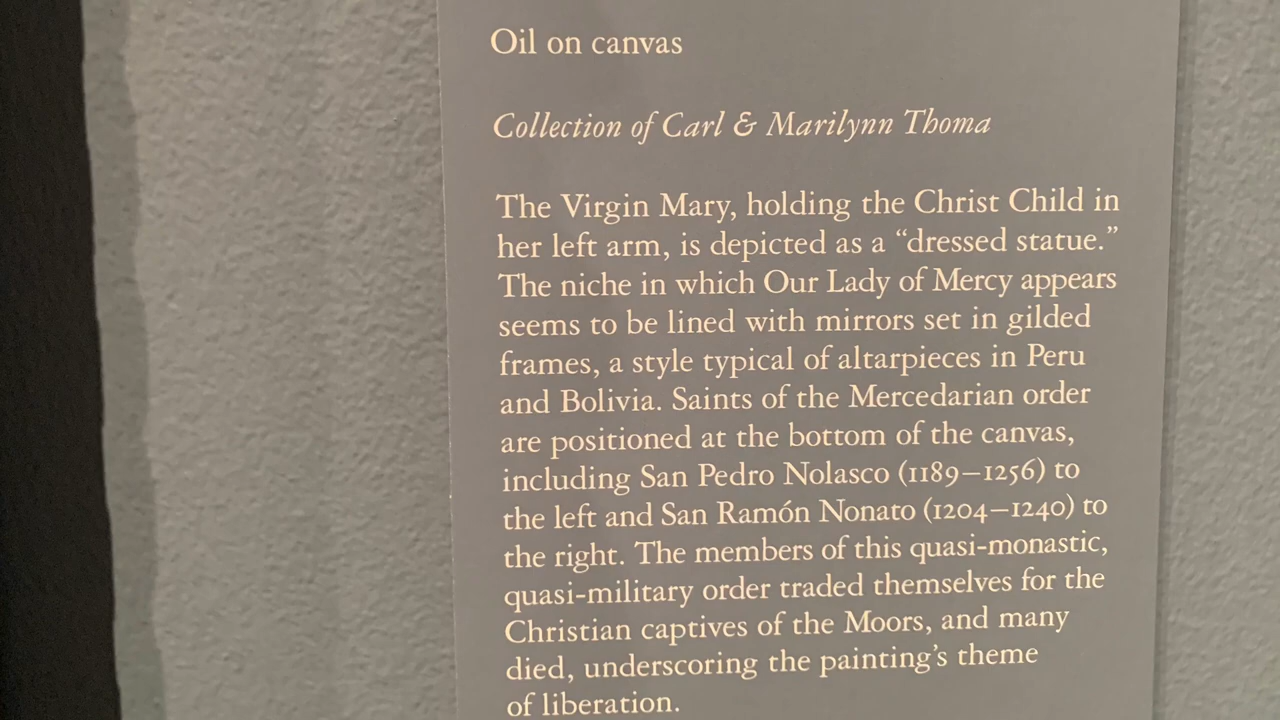 Oil on canvas
Collection of Carl & Marilynn Thoma
The Virgin Mary, holding the Christ Child in
her left arm, is depicted as a “dressed statue.”
The niche in which Our Lady of Mercy appears
seems to be lined with mirrors set in gilded
frames, a style typical of altarpieces in Peru
and Bolivia. Saints of the Mercedarian order
are positioned at the bottom of the canvas,
including San Pedro Nolasco (1189–1256) to
the left and San Ramón Nonato (1204–1240) to
the right. The members of this quasi-monastic,
quasi-military order traded themselves for the
Christian captives of the Moors, and many
died, underscoring the painting’s theme
of liberation.